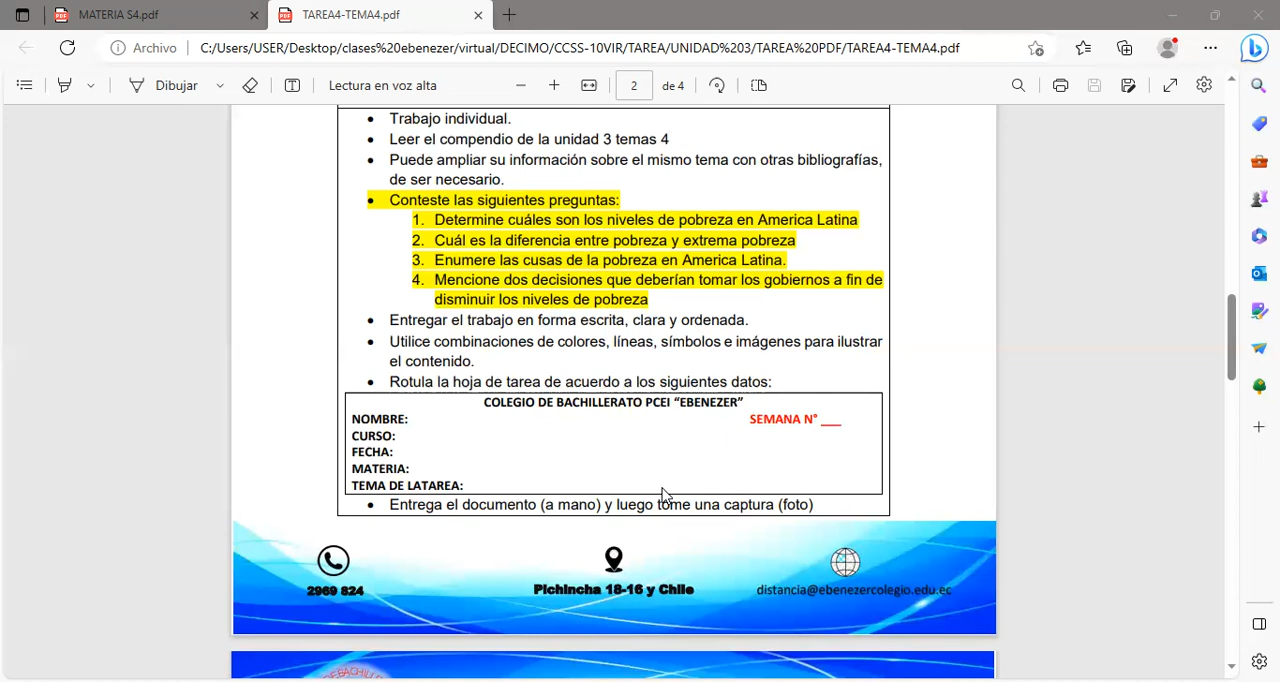 MATERIA S4.pdf
TAREA4-TEMA4.pdf
Archivo
C:/Users/USER/Desktop/clases%20ebenezer/virtual/DECIMO/CCSS-10VIR/TAREA/UNIDAD%203/TAREA%20PDF/TAREA4-TEMA4.pdf
Dibujar
Lectura en voz alta
2
de 4
• Trabajo individual.
• Leer el compendio de la unidad 3 temas 4
• Puede ampliar su información sobre el mismo tema con otras bibliografías,
de ser necesario.
• Conteste las siguientes preguntas:
1. Determine cuáles son los niveles de pobreza en America Latina
2. Cuál es la diferencia entre pobreza y extrema pobreza
3. Enumere las cusas de la pobreza en America Latina.
4. Mencione dos decisiones que deberían tomar los gobiernos a fin de
disminuir los niveles de pobreza
• Entregar el trabajo en forma escrita, clara y ordenada.
• Utilice combinaciones de colores, líneas, símbolos e imágenes para ilustrar
el contenido.
• Rotula la hoja de tarea de acuerdo a los siguientes datos:
COLEGIO DE BACHILLERATO PCEI “EBENEZER”
NOMBRE: SEMANA N° ___
CURSO:
FECHA:
MATERIA:
TEMA DE LATAREA:
• Entrega el documento (a mano) y luego tome una captura (foto)
2969 824
Pichincha 18-16 y Chile
distancia@ebenezercolegio.edu.ec